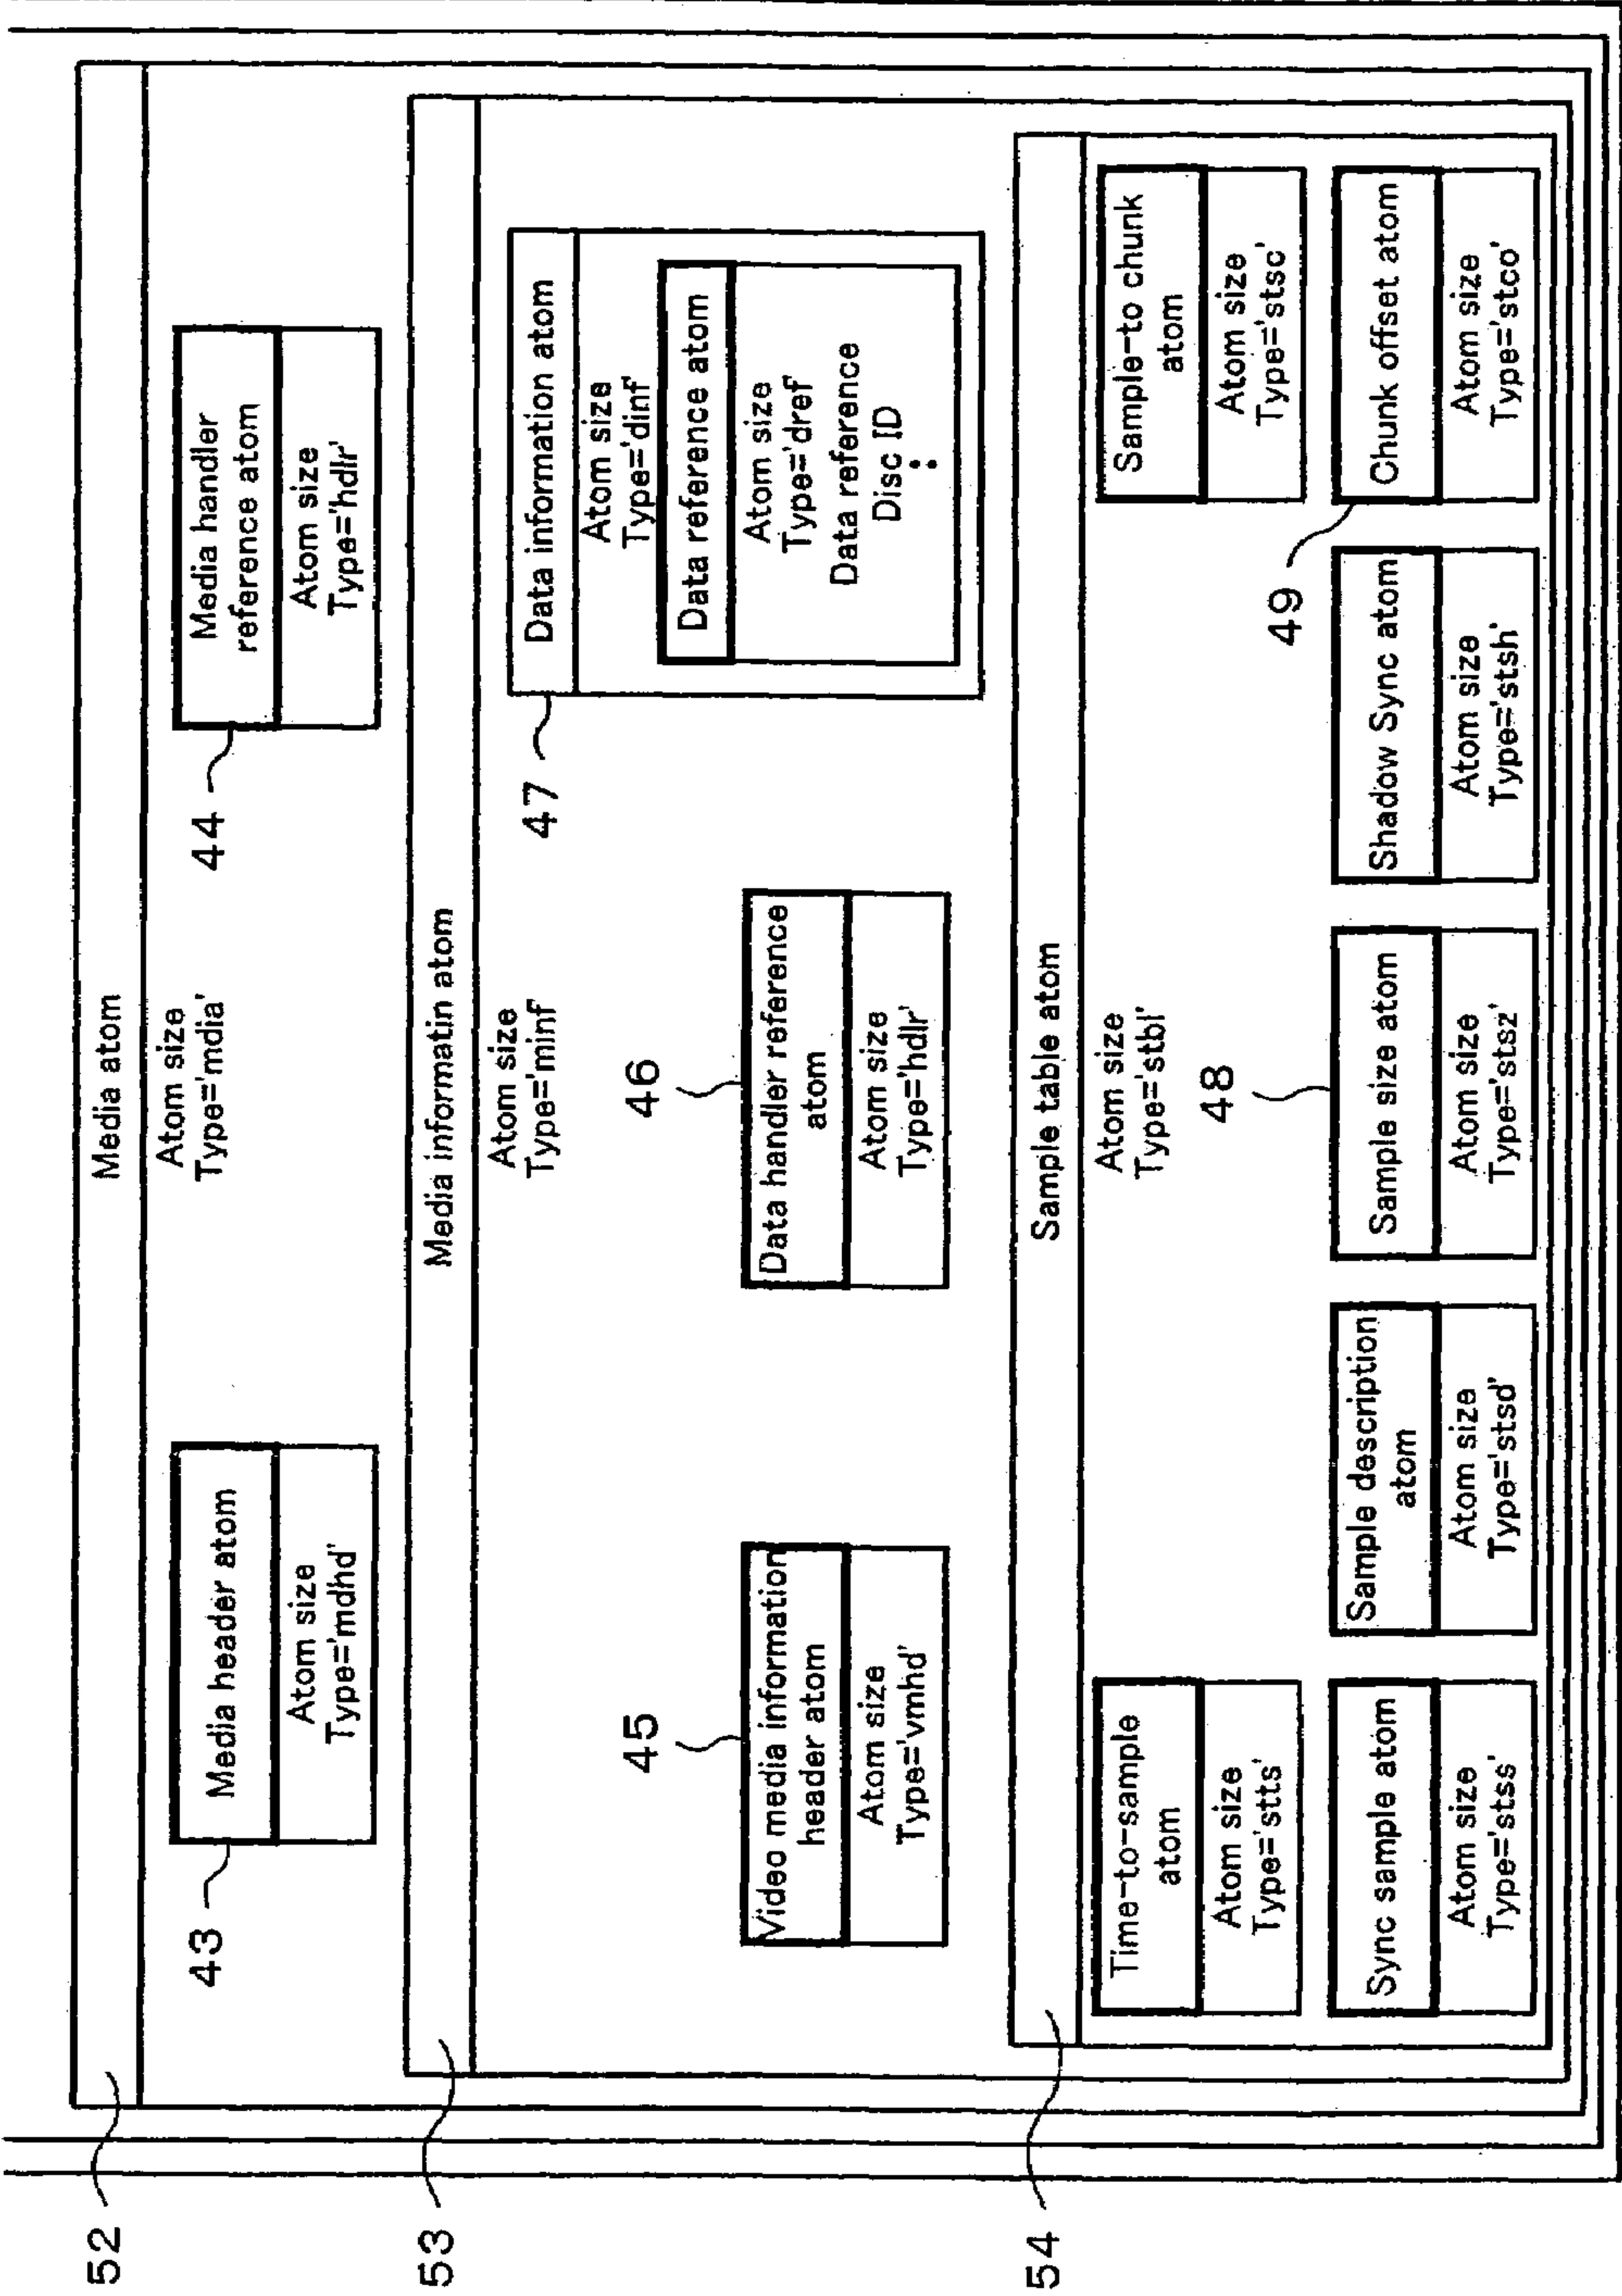 52
Media atom
Atom size
Type='mdia'
43
Media header atom
Atom size
Type='mdhd'
44
Media handler
reference atom
Atom size
Type='hdlr'
53
Media informatin atom
Atom size
Type='minf'
45
Video media information
header atom
Atom size
Type='vmhd'
46
Data handler reference
atom
Atom size
Type='hdlr'
47
Data information atom
Atom size
Type='dinf'
Data reference atom
Atom size
Type='dref'
Data reference
Disc ID
:
54
Sample table atom
Atom size
Type='stbl'
Time-to-sample
atom
Atom size
Type='stts'
Sample-to chunk
atom
Atom size
Type='stsc'
Sync sample atom
Atom size
Type='stss'
Sample description
atom
Atom size
Type='stsd'
48
Sample size atom
Atom size
Type='stsz'
Shadow Sync atom
Atom size
Type='stsh'
49
Chunk offset atom
Atom size
Type='stco'